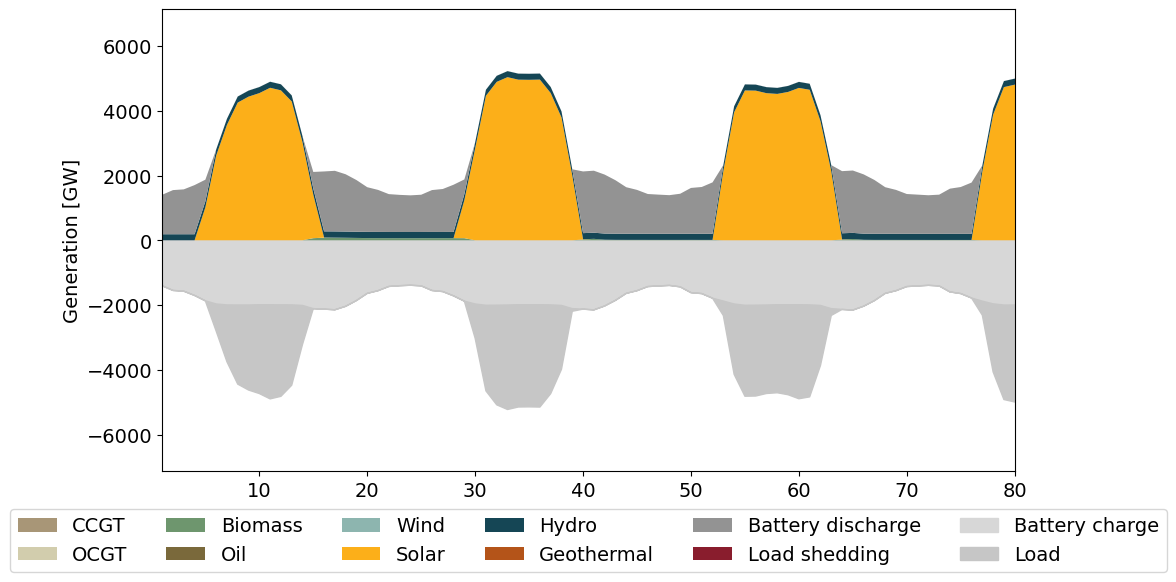 Generation [GW]
6000
4000
2000
0
−2000
−4000
−6000
10 20 30 40 50 60 70 80
CCGT Biomass Wind Hydro Battery discharge Battery charge
OCGT Oil Solar Geothermal Load shedding Load